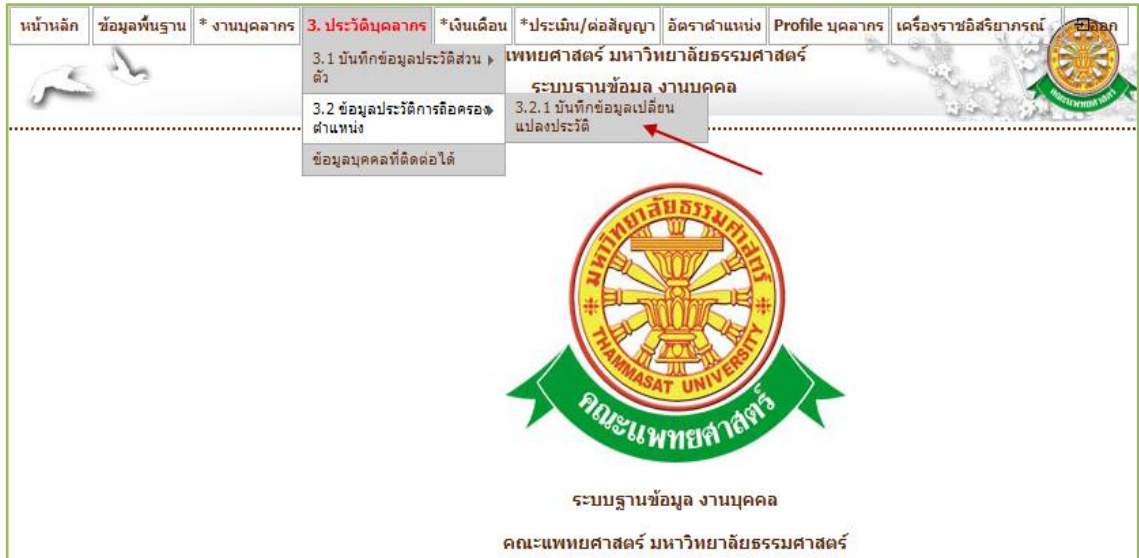 หน้าหลัก ข้อมูลพื้นฐาน * งานบุคลากร 3. ประวัติบุคลากร *เงินเดือน *ประเมิน/ต่อสัญญา อัตราตำแหน่ง Profile บุคลากร เครื่องราชอิสริยาภรณ์ ออก
แพทยศาสตร์ มหาวิทยาลัยธรรมศาสตร์
ระบบฐานข้อมูล งานบุคคล
3.1 บันทึกข้อมูลประวัติส่วน
ตัว
3.2 ข้อมูลประวัติการถือครอง
ตำแหน่ง
3.2.1 บันทึกข้อมูลเปลี่ยน
แปลงประวัติ
ข้อมูลบุคคลที่ติดต่อได้
มหาวิทยาลัยธรรมศาสตร์
THAMMASAT UNIVERSITY
คณะแพทยศาสตร์
ระบบฐานข้อมูล งานบุคคล
คณะแพทยศาสตร์ มหาวิทยาลัยธรรมศาสตร์